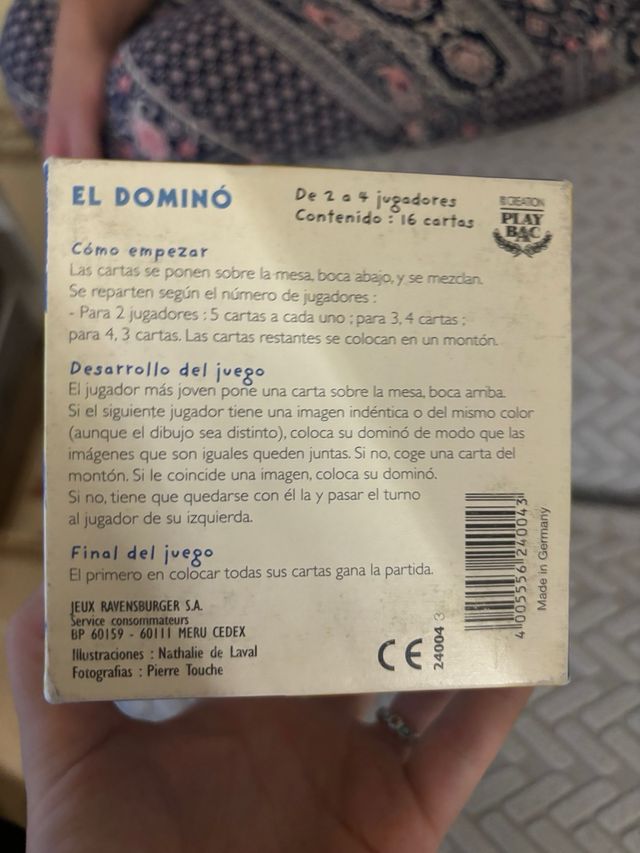 EL DOMINÓ
De 2 a 4 jugadores
Contenido : 16 cartas
CREATION
PLAY
BAC
Cómo empezar
Las cartas se ponen sobre la mesa, boca abajo, y se mezclan.
Se reparten según el número de jugadores :
- Para 2 jugadores : 5 cartas a cada uno ; para 3, 4 cartas ;
para 4, 3 cartas. Las cartas restantes se colocan en un montón.
Desarrollo del juego
El jugador más joven pone una carta sobre la mesa, boca arriba.
Si el siguiente jugador tiene una imagen indéntica o del mismo color
(aunque el dibujo sea distinto), coloca su dominó de modo que las
imágenes que son iguales queden juntas. Si no, coge una carta del
montón. Si le coincide una imagen, coloca su dominó.
Si no, tiene que quedarse con él la y pasar el turno
al jugador de su izquierda.
Final del juego
El primero en colocar todas sus cartas gana la partida.
JEUX RAVENSBURGER S.A.
Service consommateurs
BP 60159 - 60111 MERU CEDEX
Illustraciones : Nathalie de Laval
Fotografias : Pierre Touche
CE
24004 3
4 005556 240043
Made in Germany